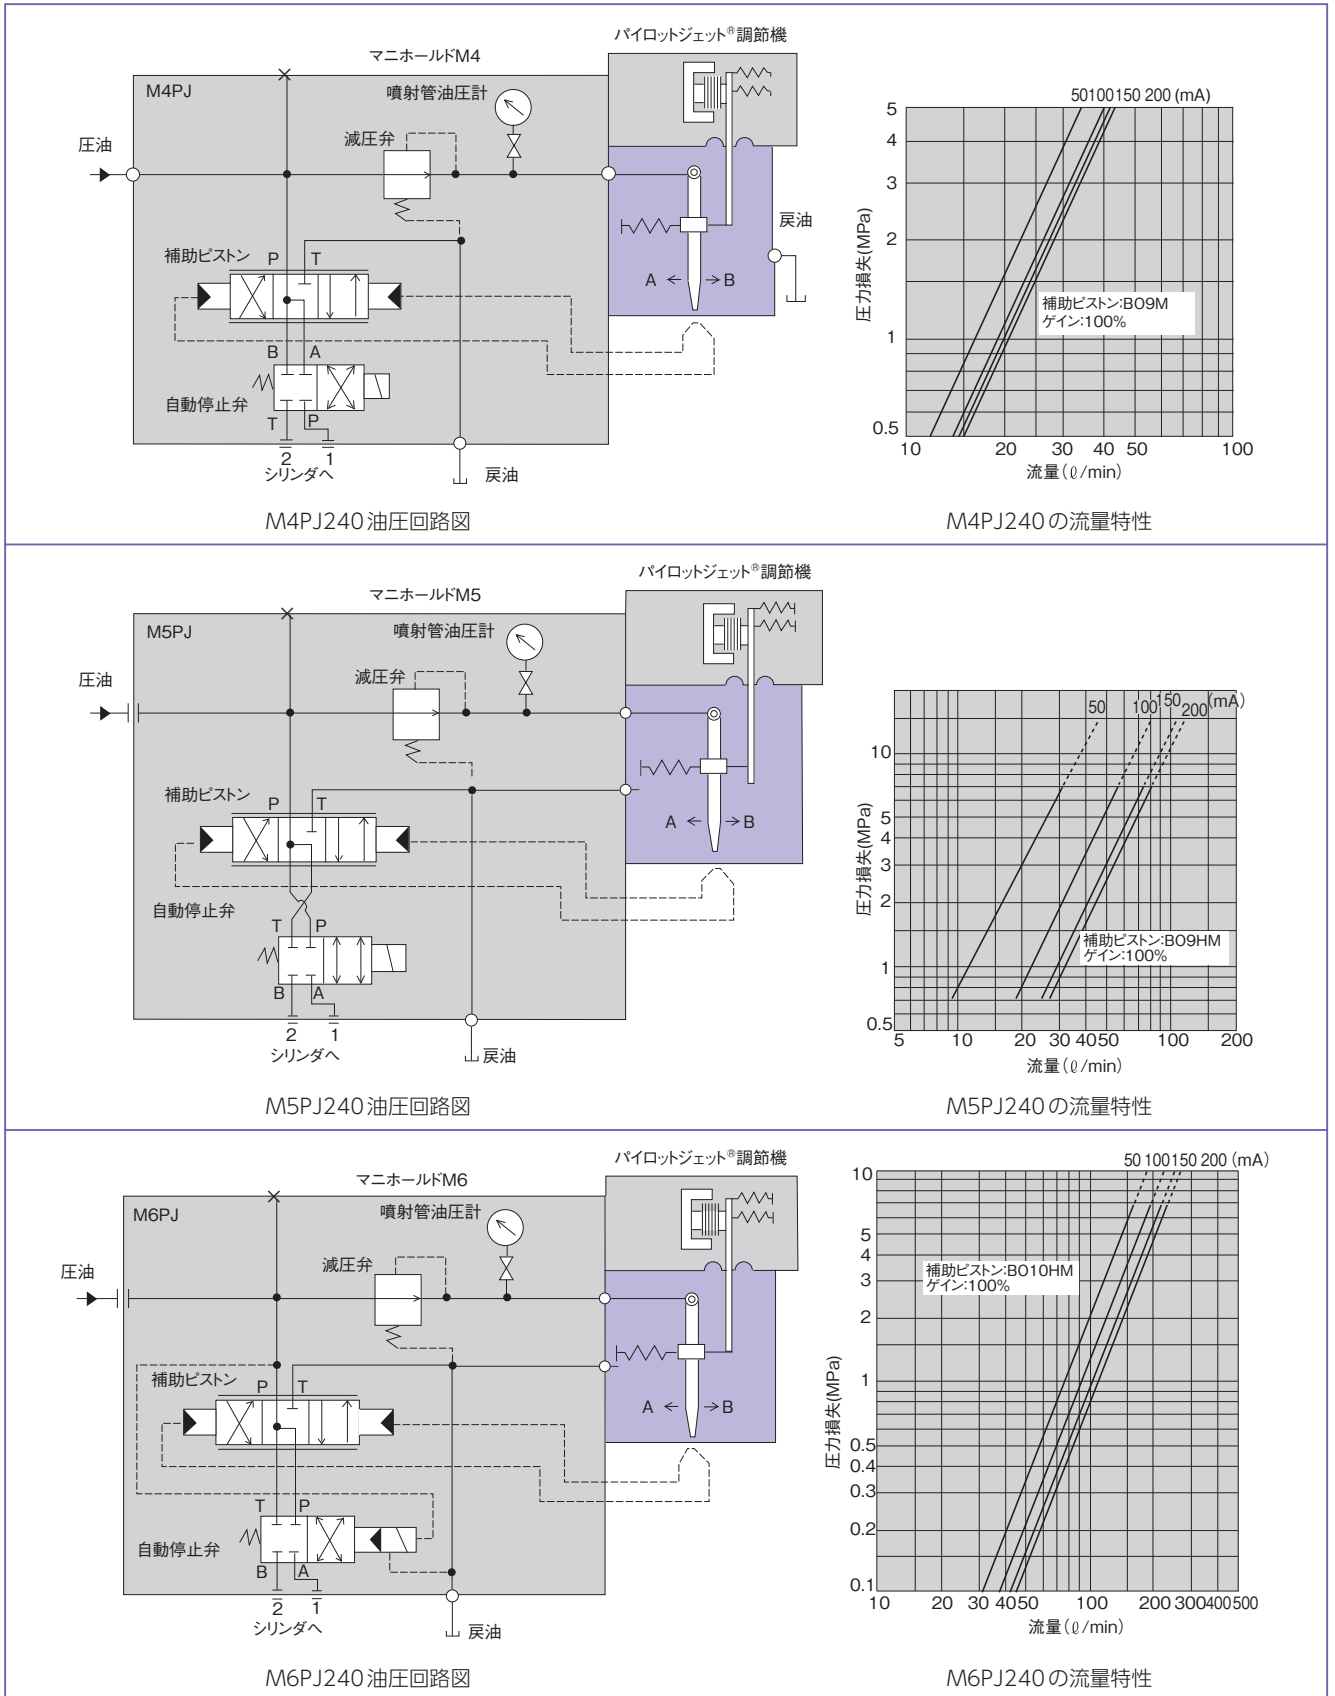 パイロットジェット®調節機
マニホールドM4
M4PJ
噴射管油圧計
減圧弁
圧油
戻油
補助ピストン
P T
A B
B A
自動停止弁
T P
2 1
シリンダへ
戻油
M4PJ240油圧回路図
50100150 200 (mA)
5
4
3
2
1
0.5
圧力損失(MPa)
補助ピストン:BO9M
ゲイン:100%
10 20 30 40 50 100
流量(ℓ/min)
M4PJ240の流量特性
パイロットジェット®調節機
マニホールドM5
M5PJ
噴射管油圧計
減圧弁
圧油
補助ピストン
P T
A B
自動停止弁
T P
B A
2 1
シリンダへ
戻油
M5PJ240油圧回路図
50 100 150 200 (mA)
10
5
4
3
2
1
0.5
圧力損失(MPa)
補助ピストン:BO9HM
ゲイン:100%
5 10 20 30 4050 100 200
流量(ℓ/min)
M5PJ240の流量特性
パイロットジェット®調節機
マニホールドM6
M6PJ
噴射管油圧計
減圧弁
圧油
補助ピストン
P T
A B
T P
自動停止弁
B A
2 1
シリンダへ
戻油
M6PJ240油圧回路図
50 100150 200 (mA)
10
5
4
3
2
1
0.5
0.4
0.3
0.2
0.1
圧力損失(MPa)
補助ピストン:BO10HM
ゲイン:100%
10 20 30 4050 100 200 300400500
流量(ℓ/min)
M6PJ240の流量特性